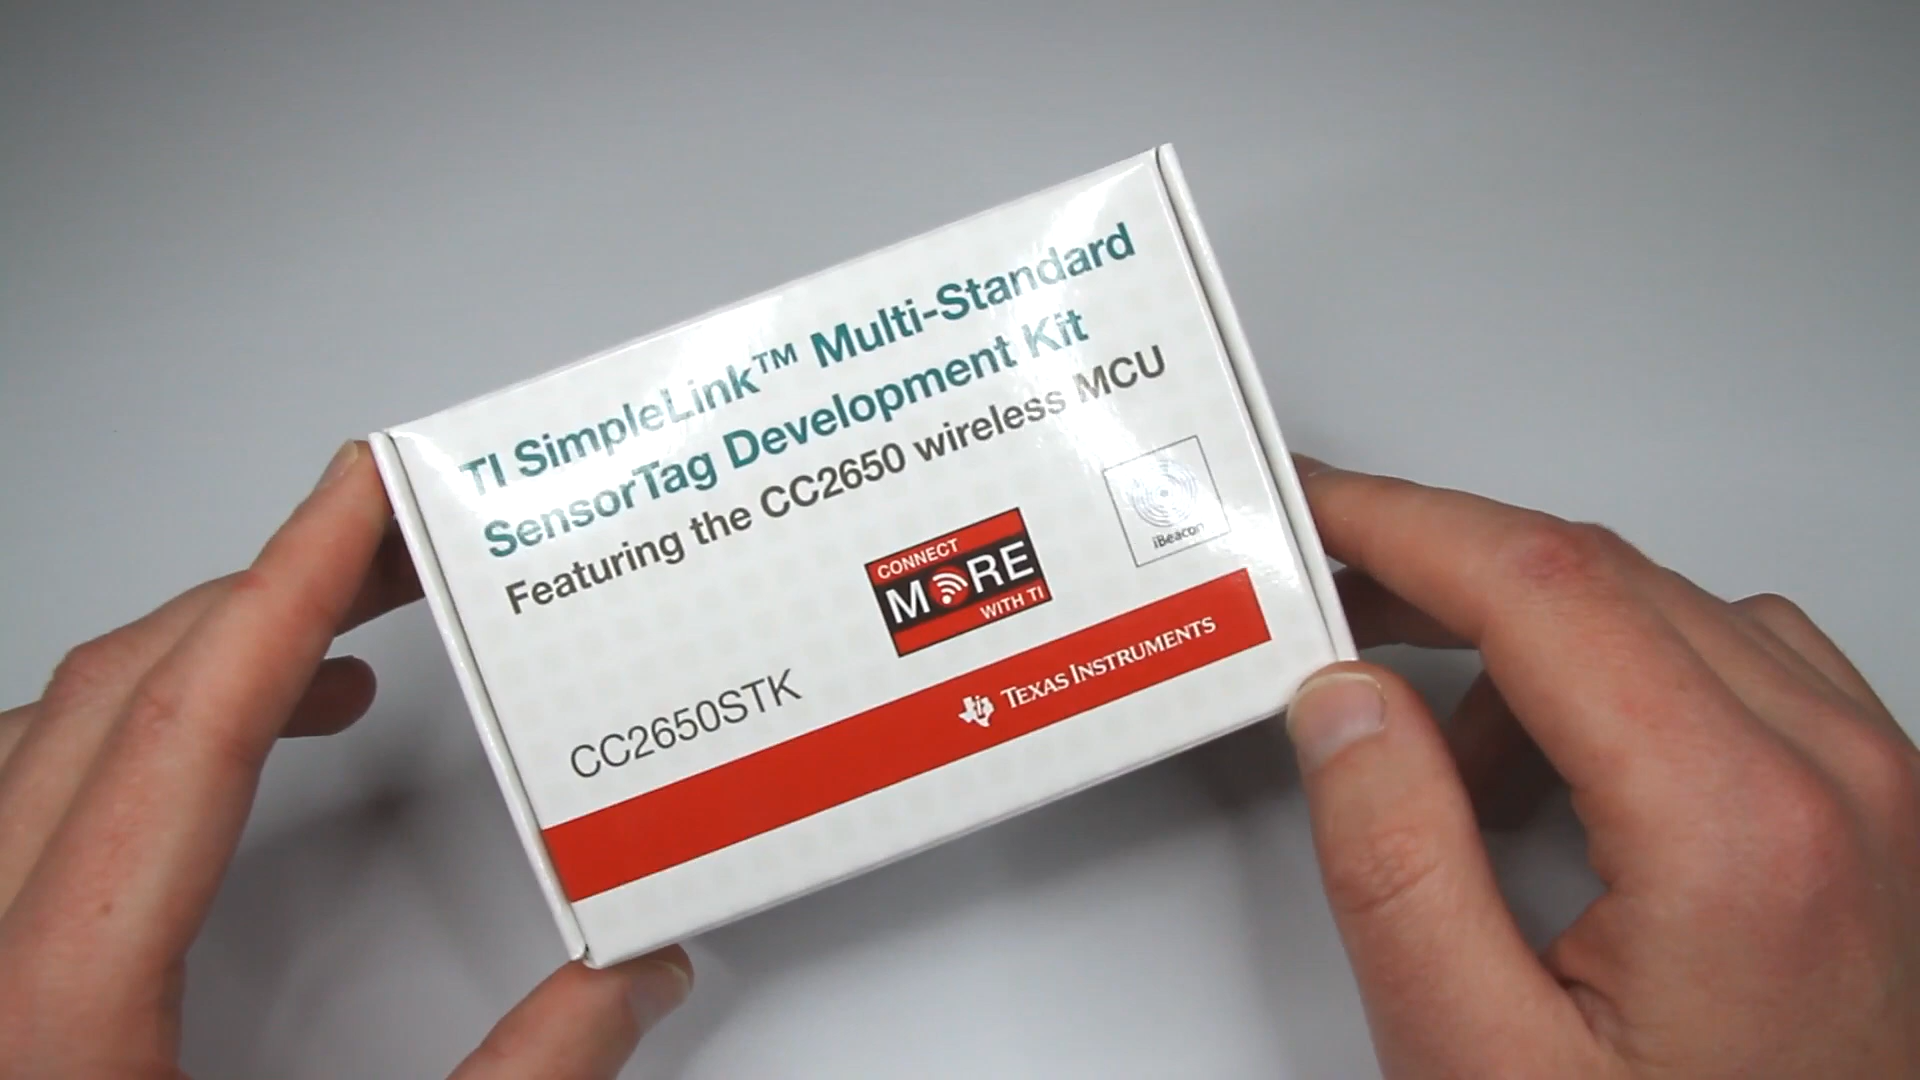 TI SimpleLink™ Multi-Standard
SensorTag Development Kit
Featuring the CC2650 wireless MCU
iBeacon
CONNECT
MORE
WITH TI
CC2650STK
TEXAS INSTRUMENTS